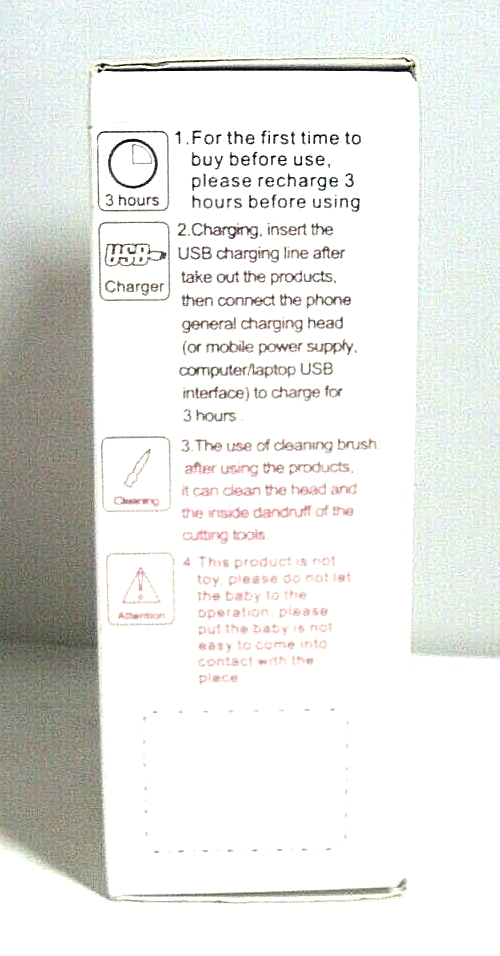 3 hours
1.For the first time to
buy before use,
please recharge 3
hours before using
USB
Charger
2.Charging, insert the
USB charging line after
take out the products,
then connect the phone
general charging head
(or mobile power supply,
computer/laptop USB
interface) to charge for
3 hours.
Cleaning
3.The use of cleaning brush:
after using the products,
it can clean the head and
the inside dandruff of the
cutting tools.
Attention
4.This product is not
toy, please do not let
the baby to the
operation, please
put the baby is not
easy to come into
contact with the
place